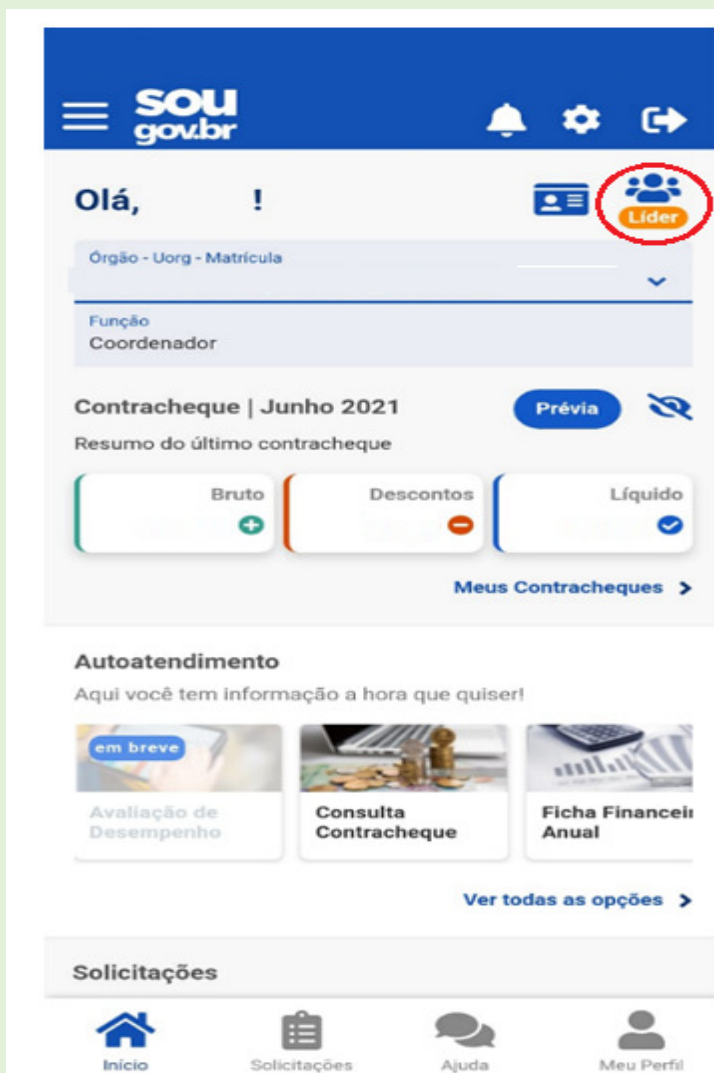 sou
gov.br
Olá, !
Líder
Órgão - Uorg - Matrícula
Função
Coordenador
Contracheque | Junho 2021
Prévia
Resumo do último contracheque
Bruto
Descontos
Líquido
Meus Contracheques >
Autoatendimento
Aqui você tem informação a hora que quiser!
em breve
Avaliação de
Desempenho
Consulta
Contracheque
Ficha Financeir
Anual
Ver todas as opções >
Solicitações
Início
Solicitações
Ajuda
Meu Perfil